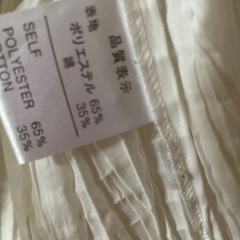 品質表示
表地
ポリエステル 65%
綿 35%
SELF
POLYESTER 65%
COTTON 35%